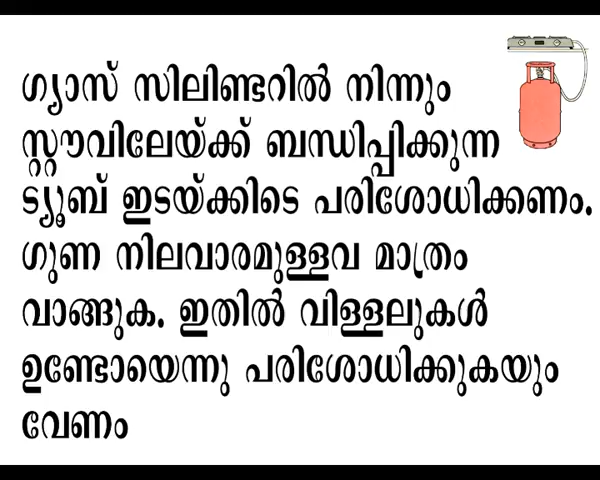 ഗ്യാസ് സിലിണ്ടറിൽ നിന്നും
സ്റ്റൗവിലേയ്ക്ക് ബന്ധിപ്പിക്കുന്ന
ട്യൂബ് ഇടയ്ക്കിടെ പരിശോധിക്കണം.
ഗുണ നിലവാരമുള്ളവ മാത്രം
വാങ്ങുക. ഇതിൽ വിള്ളലുകൾ
ഉണ്ടോയെന്നു പരിശോധിക്കുകയും
വേണം